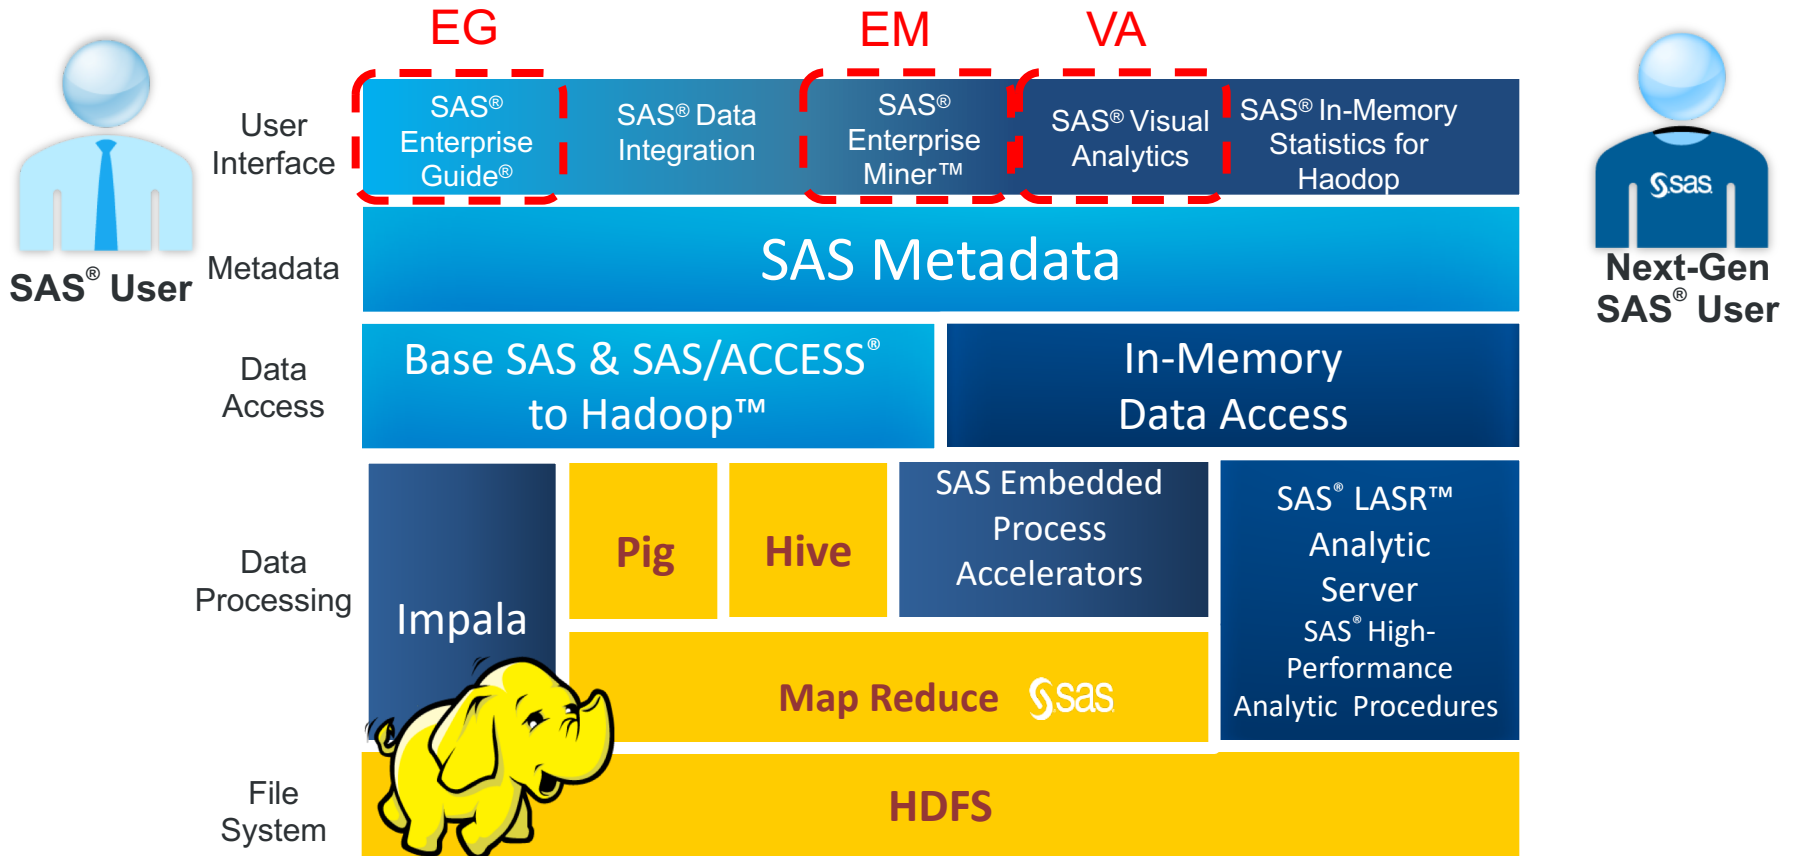 EG
EM
VA
User
Interface
SAS®
Enterprise
Guide®
SAS® Data
Integration
SAS®
Enterprise
Miner™
SAS® Visual
Analytics
SAS® In-Memory
Statistics for
Haodop
sas
SAS® User
Next-Gen
SAS® User
Metadata
SAS Metadata
Data
Access
Base SAS & SAS/ACCESS®
to Hadoop™
In-Memory
Data Access
Data
Processing
Impala
Pig
Hive
SAS Embedded
Process
Accelerators
SAS® LASR™
Analytic
Server
SAS® High-
Performance
Analytic Procedures
Map Reduce sas
File
System
HDFS